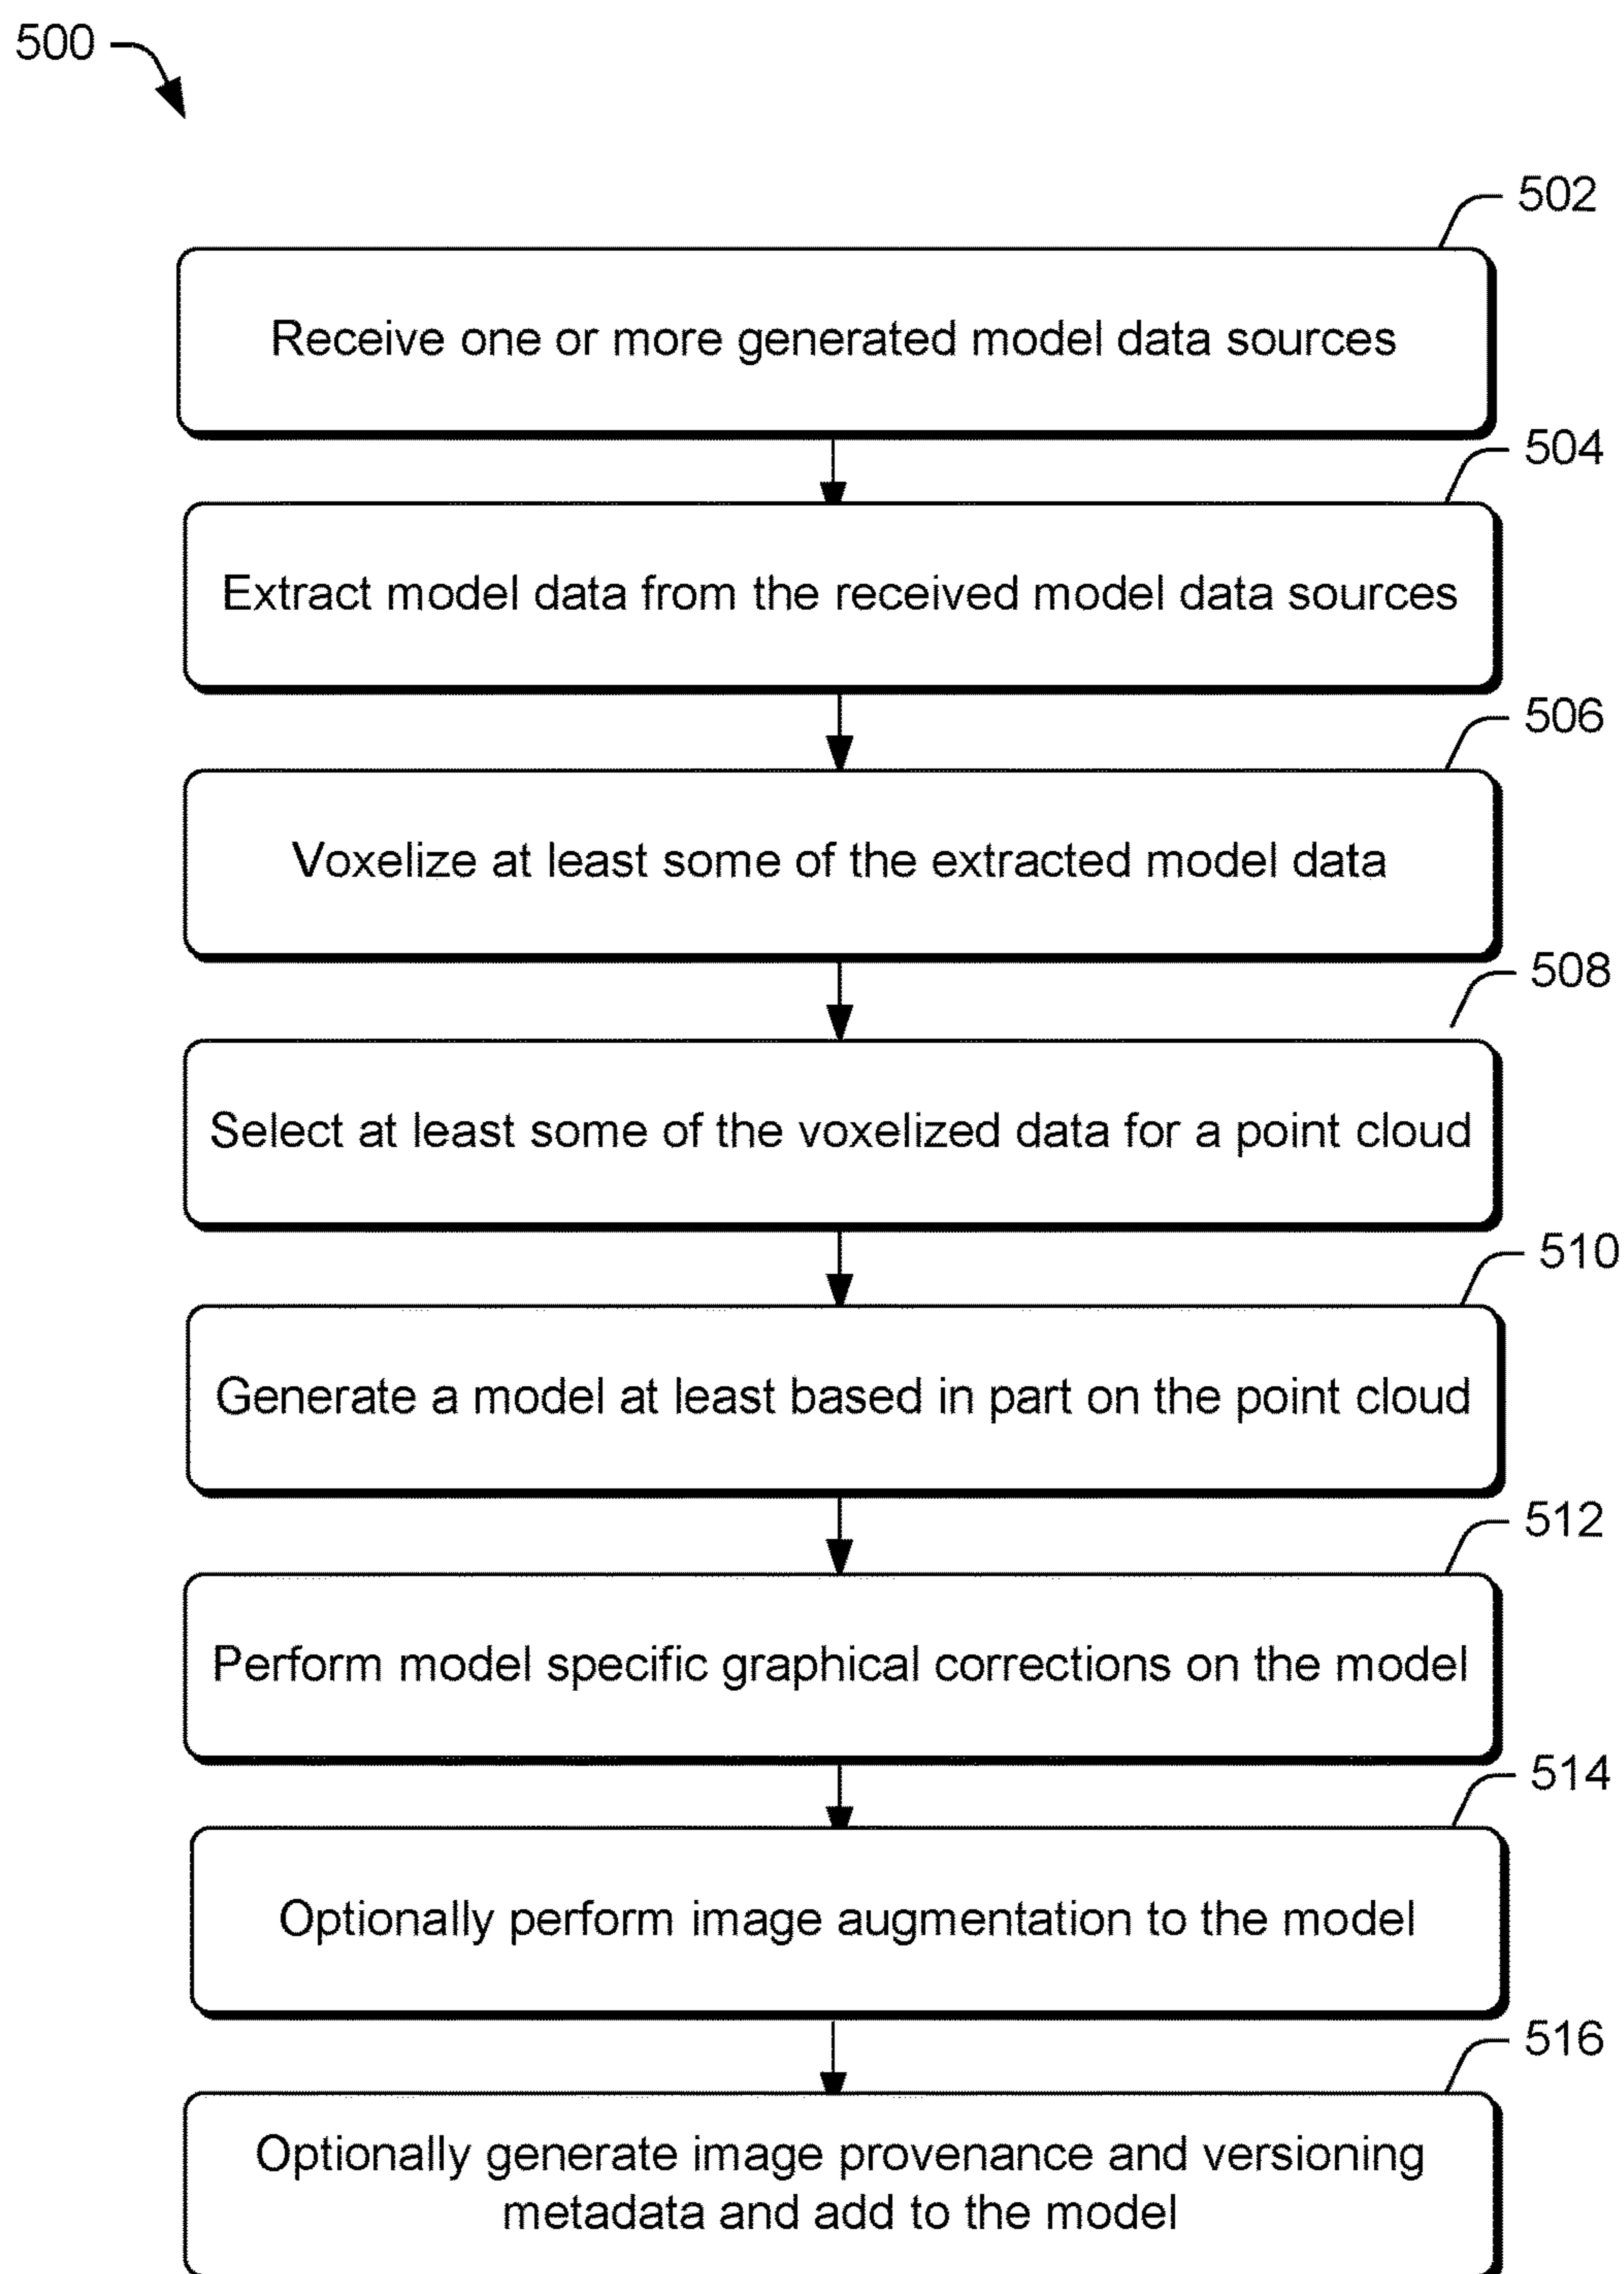 500
502
Receive one or more generated model data sources
504
Extract model data from the received model data sources
506
Voxelize at least some of the extracted model data
508
Select at least some of the voxelized data for a point cloud
510
Generate a model at least based in part on the point cloud
512
Perform model specific graphical corrections on the model
514
Optionally perform image augmentation to the model
516
Optionally generate image provenance and versioning
metadata and add to the model